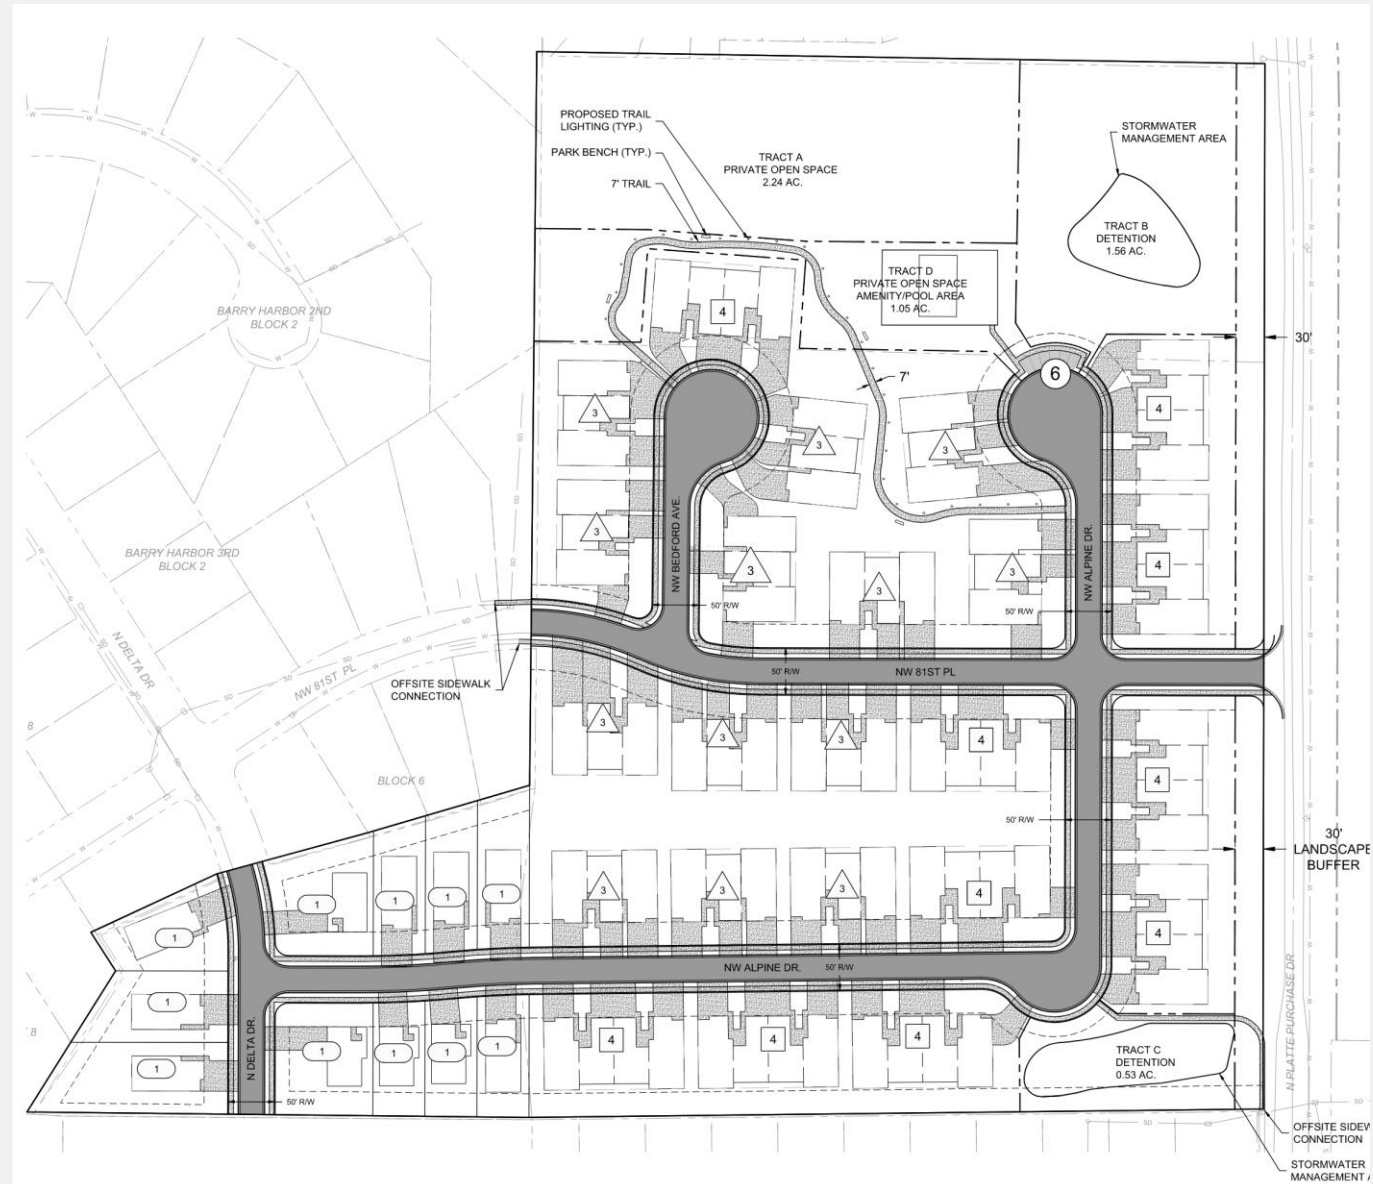 PROPOSED TRAIL
LIGHTING (TYP.)
PARK BENCH (TYP.)
7' TRAIL
TRACT A
PRIVATE OPEN SPACE
2.24 AC.
STORMWATER
MANAGEMENT AREA
TRACT B
DETENTION
1.56 AC.
TRACT D
PRIVATE OPEN SPACE
AMENITY/POOL AREA
1.05 AC.
BARRY HARBOR 2ND
BLOCK 2
4
30'
6
7'
3
3
3
4
3
4
BARRY HARBOR 3RD
BLOCK 2
NW BEDFORD AVE.
3
3
3
NW ALPINE DR.
50' R/W
50' R/W
N DELTA DR
NW 81ST PL
OFFSITE SIDEWALK
CONNECTION
50' R/W
NW 81ST PL
3
3
3
4
4
8
BLOCK 6
50' R/W
30'
LANDSCAPE
BUFFER
1
1
1
1
3
3
3
4
4
1
NW ALPINE DR.
50' R/W
N PLATTE PURCHASE DR
1
8
N DELTA DR.
1
1
1
1
4
4
4
1
TRACT C
DETENTION
0.53 AC.
50' R/W
OFFSITE SIDEW
CONNECTION
STORMWATER
MANAGEMENT